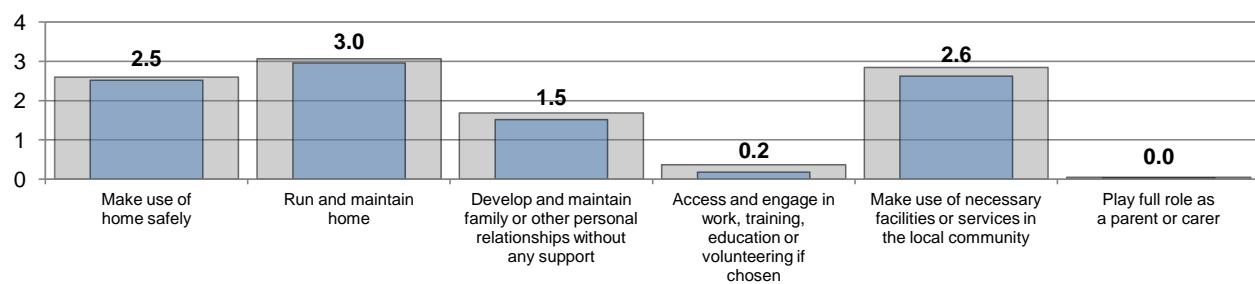 4
3
2
1
0
2.5
3.0
1.5
0.2
2.6
0.0
Make use of
home safely
Run and maintain
home
Develop and maintain
family or other personal
relationships without
any support
Access and engage in
work, training,
education or
volunteering if
chosen
Make use of necessary
facilities or services in
the local community
Play full role as
a parent or carer